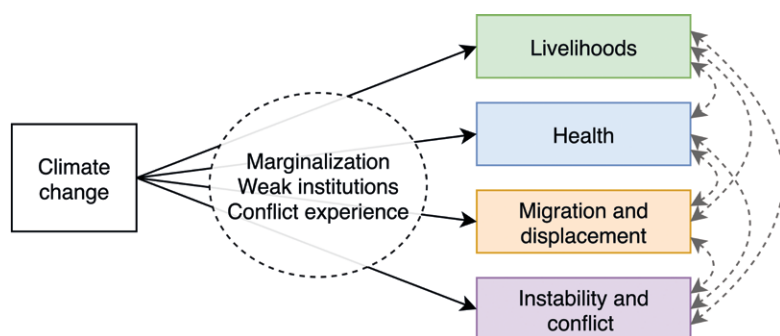 Climate
change
Marginalization
Weak institutions
Conflict experience
Livelihoods
Health
Migration and
displacement
Instability and
conflict